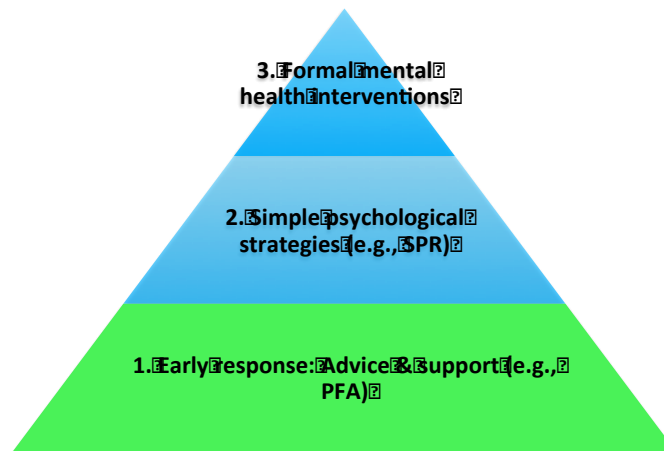 3. Formal mental
health interventions
2. Simple psychological
strategies (e.g., SPR)
1. Early response: Advice & support (e.g.,
PFA)